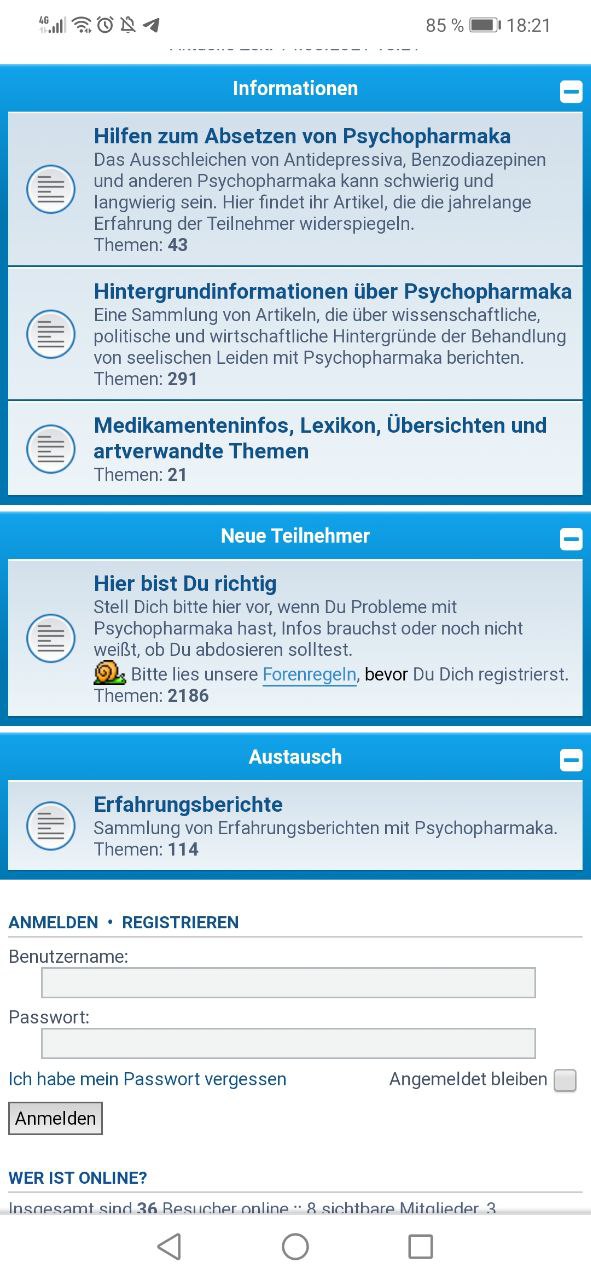 4G
85 % 18:21
Informationen
Hilfen zum Absetzen von Psychopharmaka
Das Ausschleichen von Antidepressiva, Benzodiazepinen
und anderen Psychopharmaka kann schwierig und
langwierig sein. Hier findet ihr Artikel, die die jahrelange
Erfahrung der Teilnehmer widerspiegeln.
Themen: 43
Hintergrundinformationen über Psychopharmaka
Eine Sammlung von Artikeln, die über wissenschaftliche,
politische und wirtschaftliche Hintergründe der Behandlung
von seelischen Leiden mit Psychopharmaka berichten.
Themen: 291
Medikamenteninfos, Lexikon, Übersichten und
artverwandte Themen
Themen: 21
Neue Teilnehmer
Hier bist Du richtig
Stell Dich bitte hier vor, wenn Du Probleme mit
Psychopharmaka hast, Infos brauchst oder noch nicht
weißt, ob Du abdosieren solltest.
Bitte lies unsere Forenregeln, bevor Du Dich registrierst.
Themen: 2186
Austausch
Erfahrungsberichte
Sammlung von Erfahrungsberichten mit Psychopharmaka.
Themen: 114
ANMELDEN • REGISTRIEREN
Benutzername:
Passwort:
Ich habe mein Passwort vergessen Angemeldet bleiben
Anmelden
WER IST ONLINE?
Insgesamt sind 36 Besucher online :: 8 sichtbare Mitglieder, 3